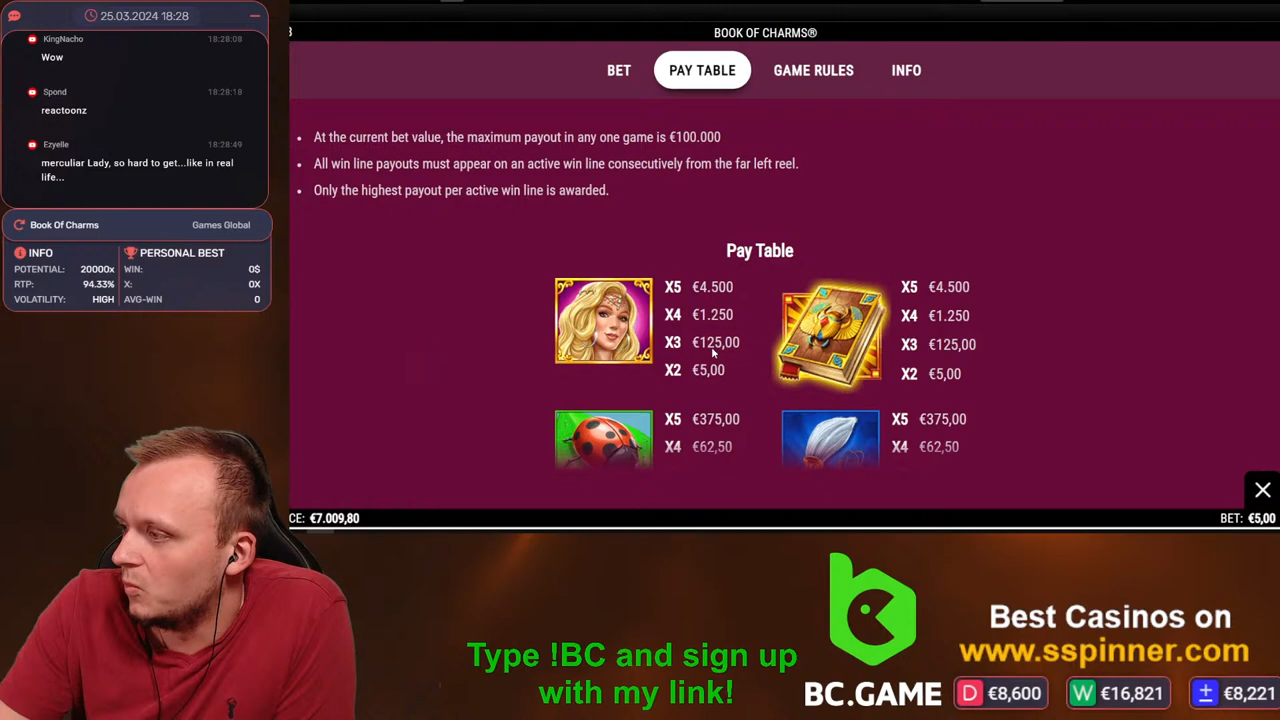 25.03.2024 18:28
KingNacho 18:28:08
Wow
Spond 18:28:18
reactoonz
Ezyelle 18:28:49
merculiar Lady, so hard to get...like in real
life...
Book Of Charms Games Global
INFO
POTENTIAL: 20000x
RTP: 94.33%
VOLATILITY: HIGH
PERSONAL BEST
WIN: 0$
X: 0X
AVG-WIN 0
BOOK OF CHARMS®
BET PAY TABLE GAME RULES INFO
• At the current bet value, the maximum payout in any one game is €100.000
• All win line payouts must appear on an active win line consecutively from the far left reel.
• Only the highest payout per active win line is awarded.
Pay Table
X5 €4.500
X4 €1.250
X3 €125,00
X2 €5,00
X5 €4.500
X4 €1.250
X3 €125,00
X2 €5,00
X5 €375,00
X4 €62,50
X5 €375,00
X4 €62,50
CE: €7.009,80
BET: €5,00
Type !BC and sign up
with my link!
BC.GAME
Best Casinos on
www.sspinner.com
D €8,600 W €16,821 ± €8,221